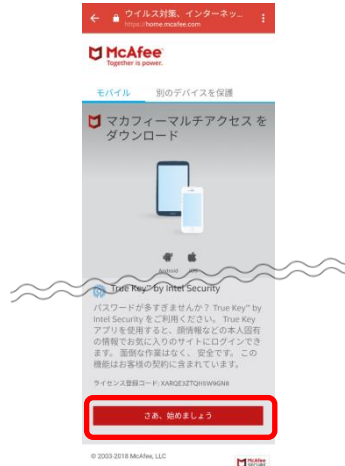 ウイルス対策、インターネッ...
https://home.mcafee.com
McAfee
Together is power.
モバイル 別のデバイスを保護
マカフィーマルチアクセス を
ダウンロード
Android iOS
True Key™ by Intel Security
パスワードが多すぎませんか？ True Key™ by
Intel Security をご利用ください。 True Key
アプリを使用すると、顔情報などの本人固有
の情報でお気に入りのサイトにログインでき
ます。 面倒な作業はなく、 安全です。 この
機能はお客様の契約に含まれています。
ライセンス登録コード: XARQE3ZTQH5W9GN8
さあ、始めましょう
© 2003-2018 McAfee, LLC
McAfee
SECURE